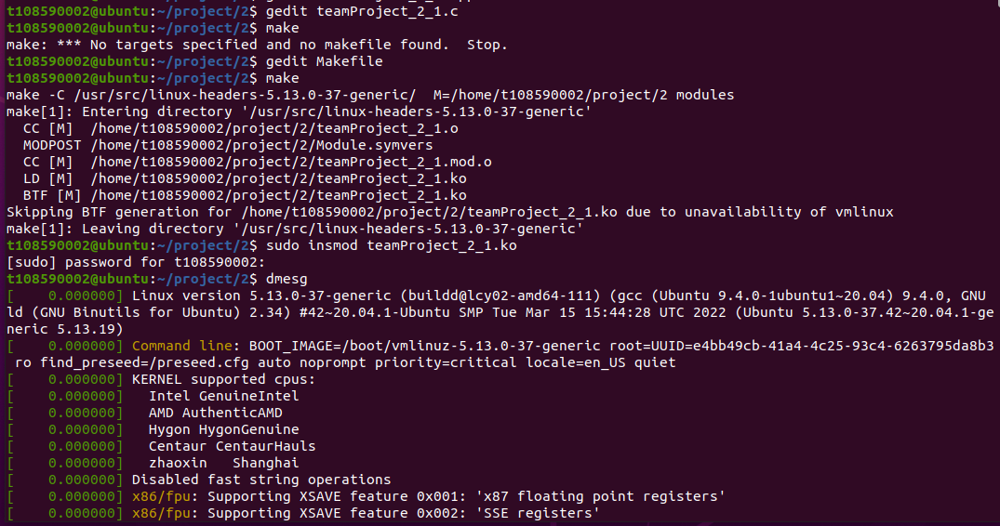 t108590002@ubuntu:~/project/2$ gedit teamProject_2_1.c
t108590002@ubuntu:~/project/2$ make
make: *** No targets specified and no makefile found.  Stop.
t108590002@ubuntu:~/project/2$ gedit Makefile
t108590002@ubuntu:~/project/2$ make
make -C /usr/src/linux-headers-5.13.0-37-generic/  M=/home/t108590002/project/2 modules
make[1]: Entering directory '/usr/src/linux-headers-5.13.0-37-generic'
  CC [M]  /home/t108590002/project/2/teamProject_2_1.o
  MODPOST /home/t108590002/project/2/Module.symvers
  CC [M]  /home/t108590002/project/2/teamProject_2_1.mod.o
  LD [M]  /home/t108590002/project/2/teamProject_2_1.ko
  BTF [M] /home/t108590002/project/2/teamProject_2_1.ko
Skipping BTF generation for /home/t108590002/project/2/teamProject_2_1.ko due to unavailability of vmlinux
make[1]: Leaving directory '/usr/src/linux-headers-5.13.0-37-generic'
t108590002@ubuntu:~/project/2$ sudo insmod teamProject_2_1.ko
[sudo] password for t108590002:
t108590002@ubuntu:~/project/2$ dmesg
[    0.000000] Linux version 5.13.0-37-generic (buildd@lcy02-amd64-111) (gcc (Ubuntu 9.4.0-1ubuntu1~20.04) 9.4.0, GNU
ld (GNU Binutils for Ubuntu) 2.34) #42~20.04.1-Ubuntu SMP Tue Mar 15 15:44:28 UTC 2022 (Ubuntu 5.13.0-37.42~20.04.1-ge
neric 5.13.19)
[    0.000000] Command line: BOOT_IMAGE=/boot/vmlinuz-5.13.0-37-generic root=UUID=e4bb49cb-41a4-4c25-93c4-6263795da8b3
 ro find_preseed=/preseed.cfg auto noprompt priority=critical locale=en_US quiet
[    0.000000] KERNEL supported cpus:
[    0.000000]   Intel GenuineIntel
[    0.000000]   AMD AuthenticAMD
[    0.000000]   Hygon HygonGenuine
[    0.000000]   Centaur CentaurHauls
[    0.000000]   zhaoxin   Shanghai
[    0.000000] Disabled fast string operations
[    0.000000] x86/fpu: Supporting XSAVE feature 0x001: 'x87 floating point registers'
[    0.000000] x86/fpu: Supporting XSAVE feature 0x002: 'SSE registers'